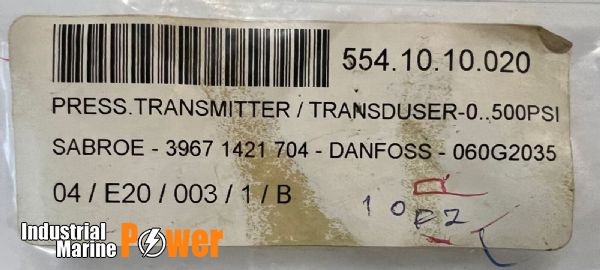 554.10.10.020
PRESS.TRANSMITTER / TRANSDUSER-0..500PSI
SABROE - 3967 1421 704 - DANFOSS - 060G2035
04 / E20 / 003 / 1 / B
Industrial
Marine Power